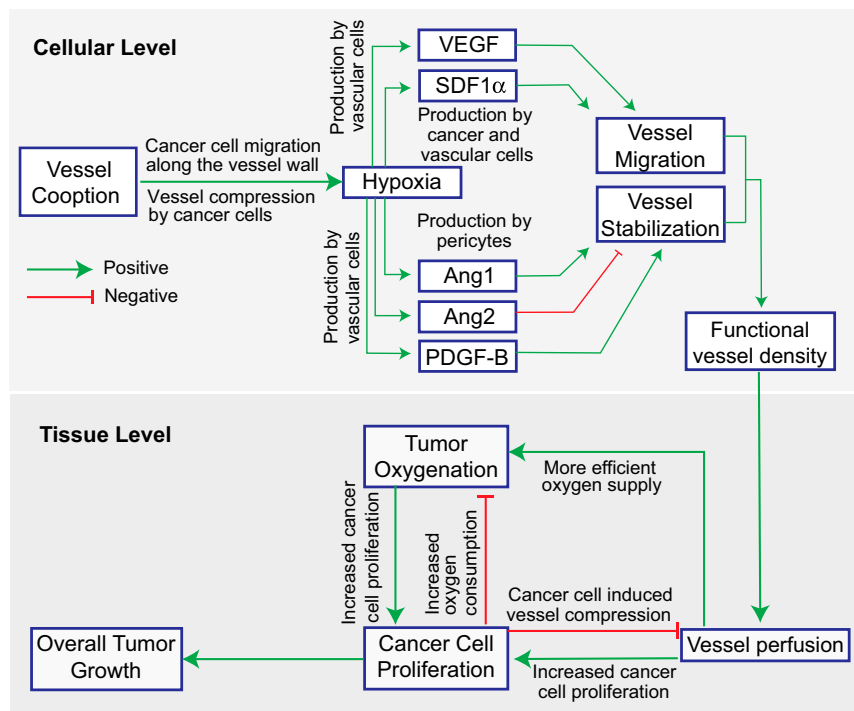 Cellular Level
Production by
vascular cells
VEGF
SDF1α
Production by
cancer and
vascular cells
Vessel
Migration
Cancer cell migration
along the vessel wall
Vessel
Cooption
Vessel compression
by cancer cells
Hypoxia
Vessel
Stabilization
Production by
pericytes
Production by
vascular cells
Positive
Negative
Ang1
Ang2
PDGF-B
Functional
vessel density
Tissue Level
Tumor
Oxygenation
More efficient
oxygen supply
Increased cancer
cell proliferation
Increased
oxygen
consumption
Cancer cell induced
vessel compression
Overall Tumor
Growth
Cancer Cell
Proliferation
Vessel perfusion
Increased cancer
cell proliferation